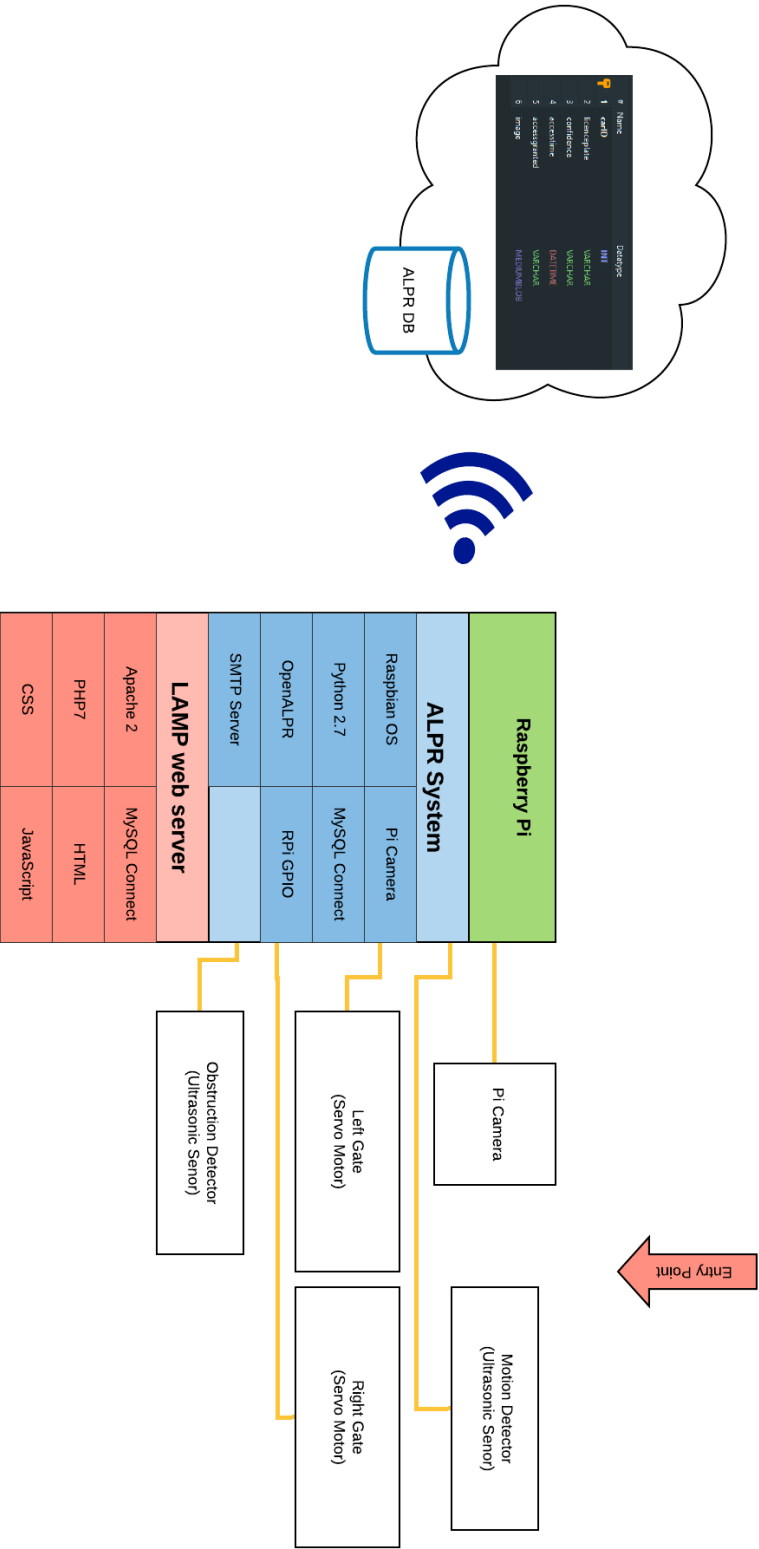 # Name Datatype
1 carID INT
2 licenceplate VARCHAR
3 confidence VARCHAR
4 accesstime DATETIME
5 accessgranted VARCHAR
6 image MEDIUMBLOB
ALPR DB
Raspberry Pi
ALPR System
Raspbian OS
Pi Camera
Python 2.7
MySQL Connect
OpenALPR
RPi GPIO
SMTP Server
LAMP web server
Apache 2
MySQL Connect
PHP7
HTML
CSS
JavaScript
Pi Camera
Left Gate
(Servo Motor)
Obstruction Detector
(Ultrasonic Senor)
Entry Point
Motion Detector
(Ultrasonic Senor)
Right Gate
(Servo Motor)